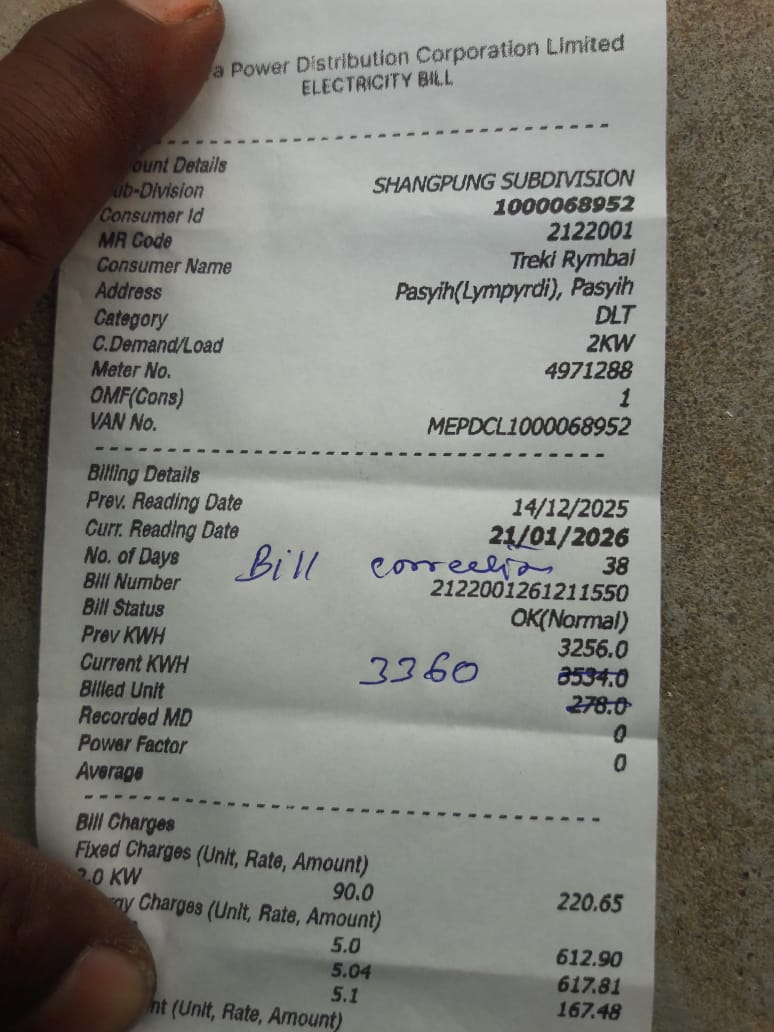 a Power Distribution Corporation Limited
ELECTRICITY BILL
ount Details
ub-Division SHANGPUNG SUBDIVISION
Consumer Id 1000068952
MR Code 2122001
Consumer Name Treki Rymbai
Address Pasyih(Lympyrdi), Pasyih
Category DLT
C.Demand/Load 2KW
Meter No. 4971288
OMF(Cons) 1
VAN No. MEPDCL1000068952
Billing Details
Prev. Reading Date 14/12/2025
Curr. Reading Date 21/01/2026
No. of Days 38
Bill correction
Bill Number 2122001261211550
Bill Status OK(Normal)
Prev KWH 3256.0
Current KWH 3360 3534.0
Billed Unit 278.0
Recorded MD 0
Power Factor 0
Average
Bill Charges
Fixed Charges (Unit, Rate, Amount)
2.0 KW 90.0 220.65
gy Charges (Unit, Rate, Amount)
5.0 612.90
5.04 617.81
5.1 167.48
nt (Unit, Rate, Amount)